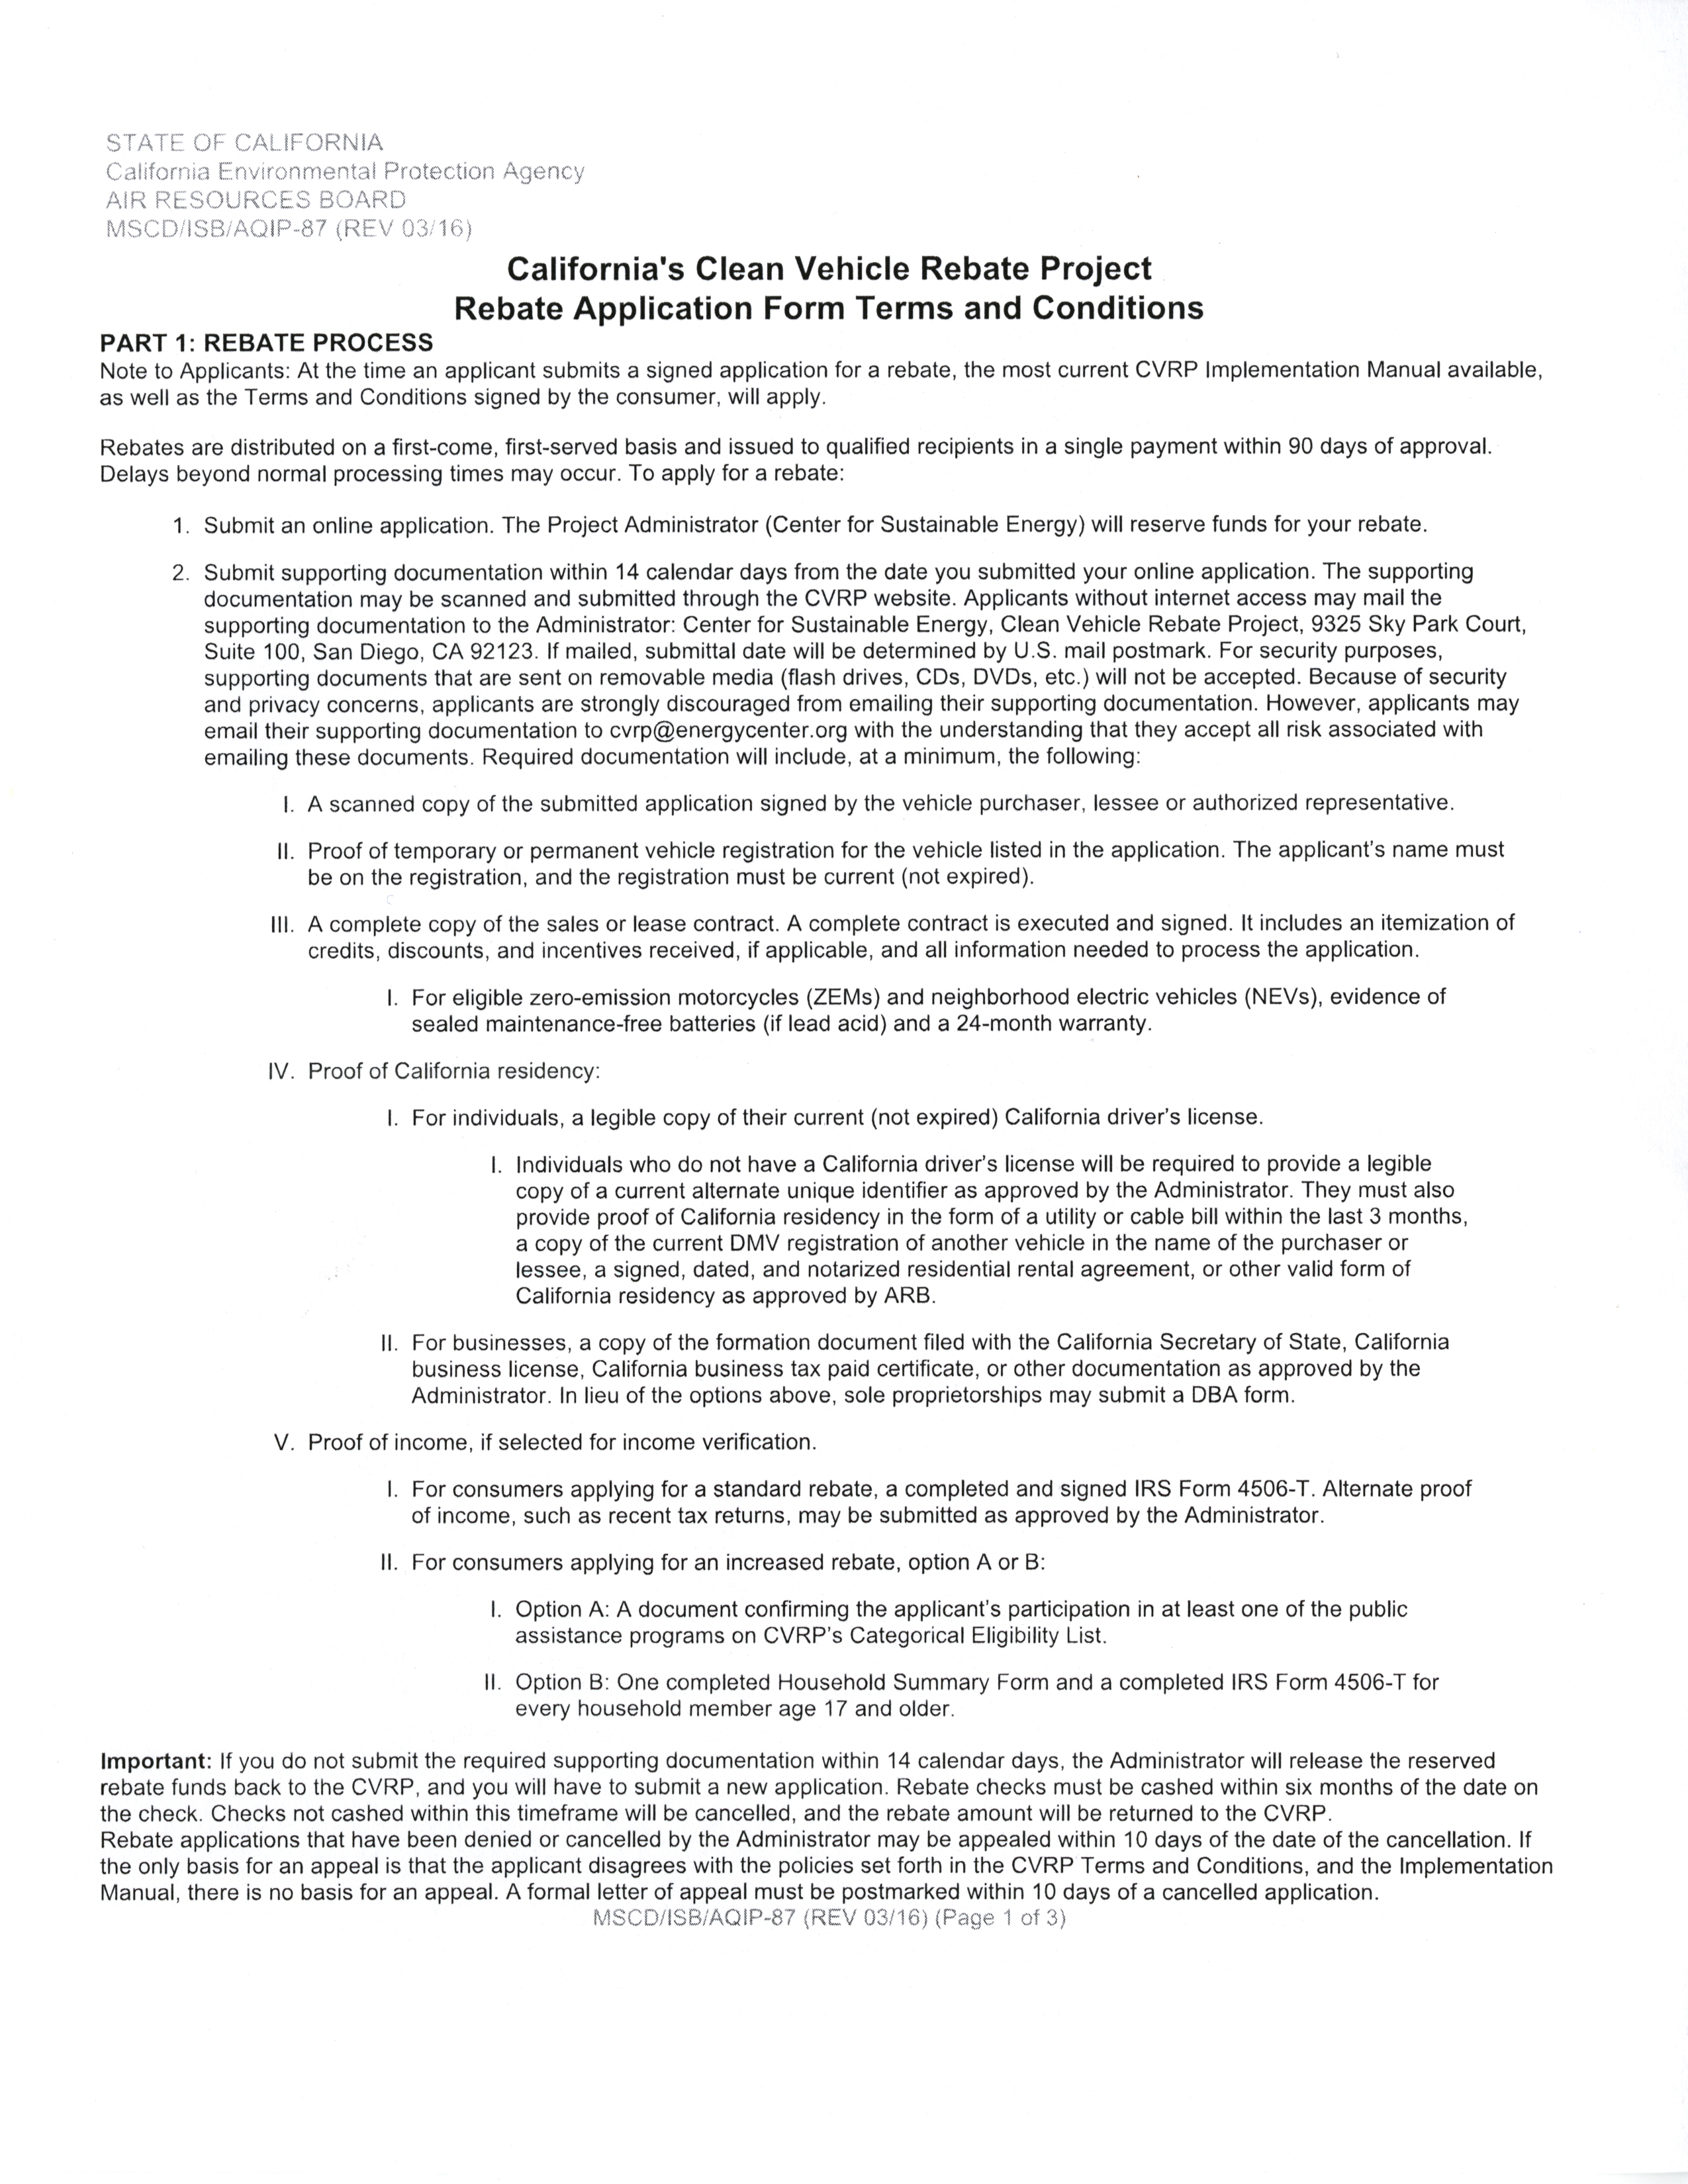 STATE OF CALIFORNIA
California Environmental Protection Agency
AIR RESOURCES BOARD
MSCD/ISB/AQIP-87 (REV 03/16)
California's Clean Vehicle Rebate Project
Rebate Application Form Terms and Conditions
PART 1: REBATE PROCESS
Note to Applicants: At the time an applicant submits a signed application for a rebate, the most current CVRP Implementation Manual available,
as well as the Terms and Conditions signed by the consumer, will apply.
Rebates are distributed on a first-come, first-served basis and issued to qualified recipients in a single payment within 90 days of approval.
Delays beyond normal processing times may occur. To apply for a rebate:
1. Submit an online application. The Project Administrator (Center for Sustainable Energy) will reserve funds for your rebate.
2. Submit supporting documentation within 14 calendar days from the date you submitted your online application. The supporting
documentation may be scanned and submitted through the CVRP website. Applicants without internet access may mail the
supporting documentation to the Administrator: Center for Sustainable Energy, Clean Vehicle Rebate Project, 9325 Sky Park Court,
Suite 100, San Diego, CA 92123. If mailed, submittal date will be determined by U.S. mail postmark. For security purposes,
supporting documents that are sent on removable media (flash drives, CDs, DVDs, etc.) will not be accepted. Because of security
and privacy concerns, applicants are strongly discouraged from emailing their supporting documentation. However, applicants may
email their supporting documentation to cvrp@energycenter.org with the understanding that they accept all risk associated with
emailing these documents. Required documentation will include, at a minimum, the following:
I. A scanned copy of the submitted application signed by the vehicle purchaser, lessee or authorized representative.
II. Proof of temporary or permanent vehicle registration for the vehicle listed in the application. The applicant's name must
be on the registration, and the registration must be current (not expired).
III. A complete copy of the sales or lease contract. A complete contract is executed and signed. It includes an itemization of
credits, discounts, and incentives received, if applicable, and all information needed to process the application.
I. For eligible zero-emission motorcycles (ZEMs) and neighborhood electric vehicles (NEVs), evidence of
sealed maintenance-free batteries (if lead acid) and a 24-month warranty.
IV. Proof of California residency:
I. For individuals, a legible copy of their current (not expired) California driver's license.
I. Individuals who do not have a California driver's license will be required to provide a legible
copy of a current alternate unique identifier as approved by the Administrator. They must also
provide proof of California residency in the form of a utility or cable bill within the last 3 months,
a copy of the current DMV registration of another vehicle in the name of the purchaser or
lessee, a signed, dated, and notarized residential rental agreement, or other valid form of
California residency as approved by ARB.
II. For businesses, a copy of the formation document filed with the California Secretary of State, California
business license, California business tax paid certificate, or other documentation as approved by the
Administrator. In lieu of the options above, sole proprietorships may submit a DBA form.
V. Proof of income, if selected for income verification.
I. For consumers applying for a standard rebate, a completed and signed IRS Form 4506-T. Alternate proof
of income, such as recent tax returns, may be submitted as approved by the Administrator.
II. For consumers applying for an increased rebate, option A or B:
I. Option A: A document confirming the applicant's participation in at least one of the public
assistance programs on CVRP's Categorical Eligibility List.
II. Option B: One completed Household Summary Form and a completed IRS Form 4506-T for
every household member age 17 and older.
Important: If you do not submit the required supporting documentation within 14 calendar days, the Administrator will release the reserved
rebate funds back to the CVRP, and you will have to submit a new application. Rebate checks must be cashed within six months of the date on
the check. Checks not cashed within this timeframe will be cancelled, and the rebate amount will be returned to the CVRP.
Rebate applications that have been denied or cancelled by the Administrator may be appealed within 10 days of the date of the cancellation. If
the only basis for an appeal is that the applicant disagrees with the policies set forth in the CVRP Terms and Conditions, and the Implementation
Manual, there is no basis for an appeal. A formal letter of appeal must be postmarked within 10 days of a cancelled application.
MSCD/ISB/AQIP-87 (REV 03/16) (Page 1 of 3)